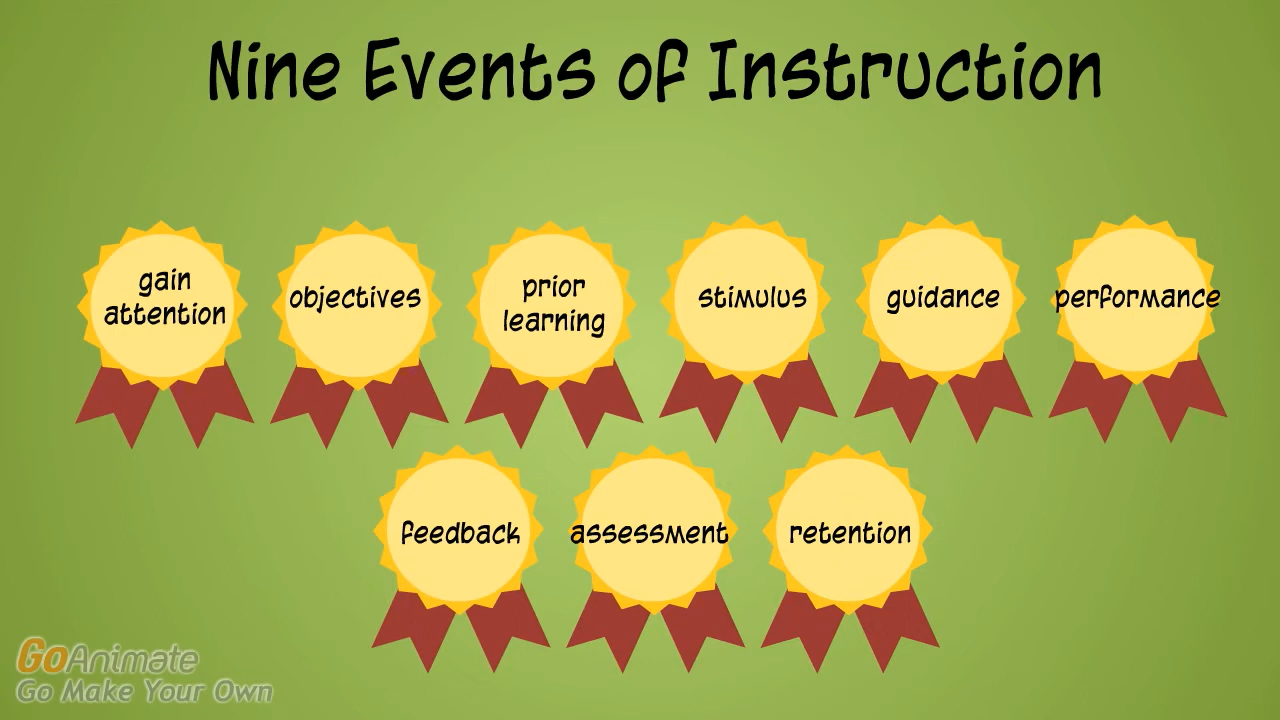 Nine Events of Instruction
gain
attention
objectives
prior
learning
stimulus
guidance
performance
feedback
assessment
retention
GoAnimate
Go Make Your Own